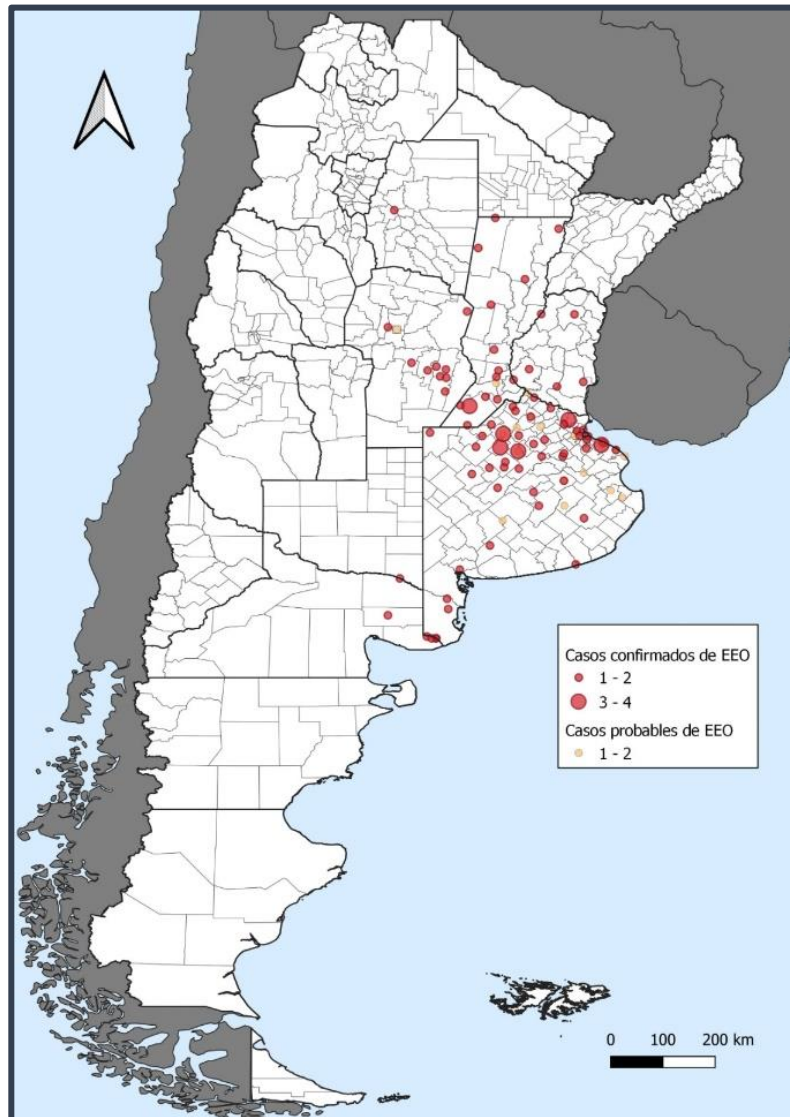 Casos confirmados de EEO
1 - 2
3 - 4
Casos probables de EEO
1 - 2
0 100 200 km